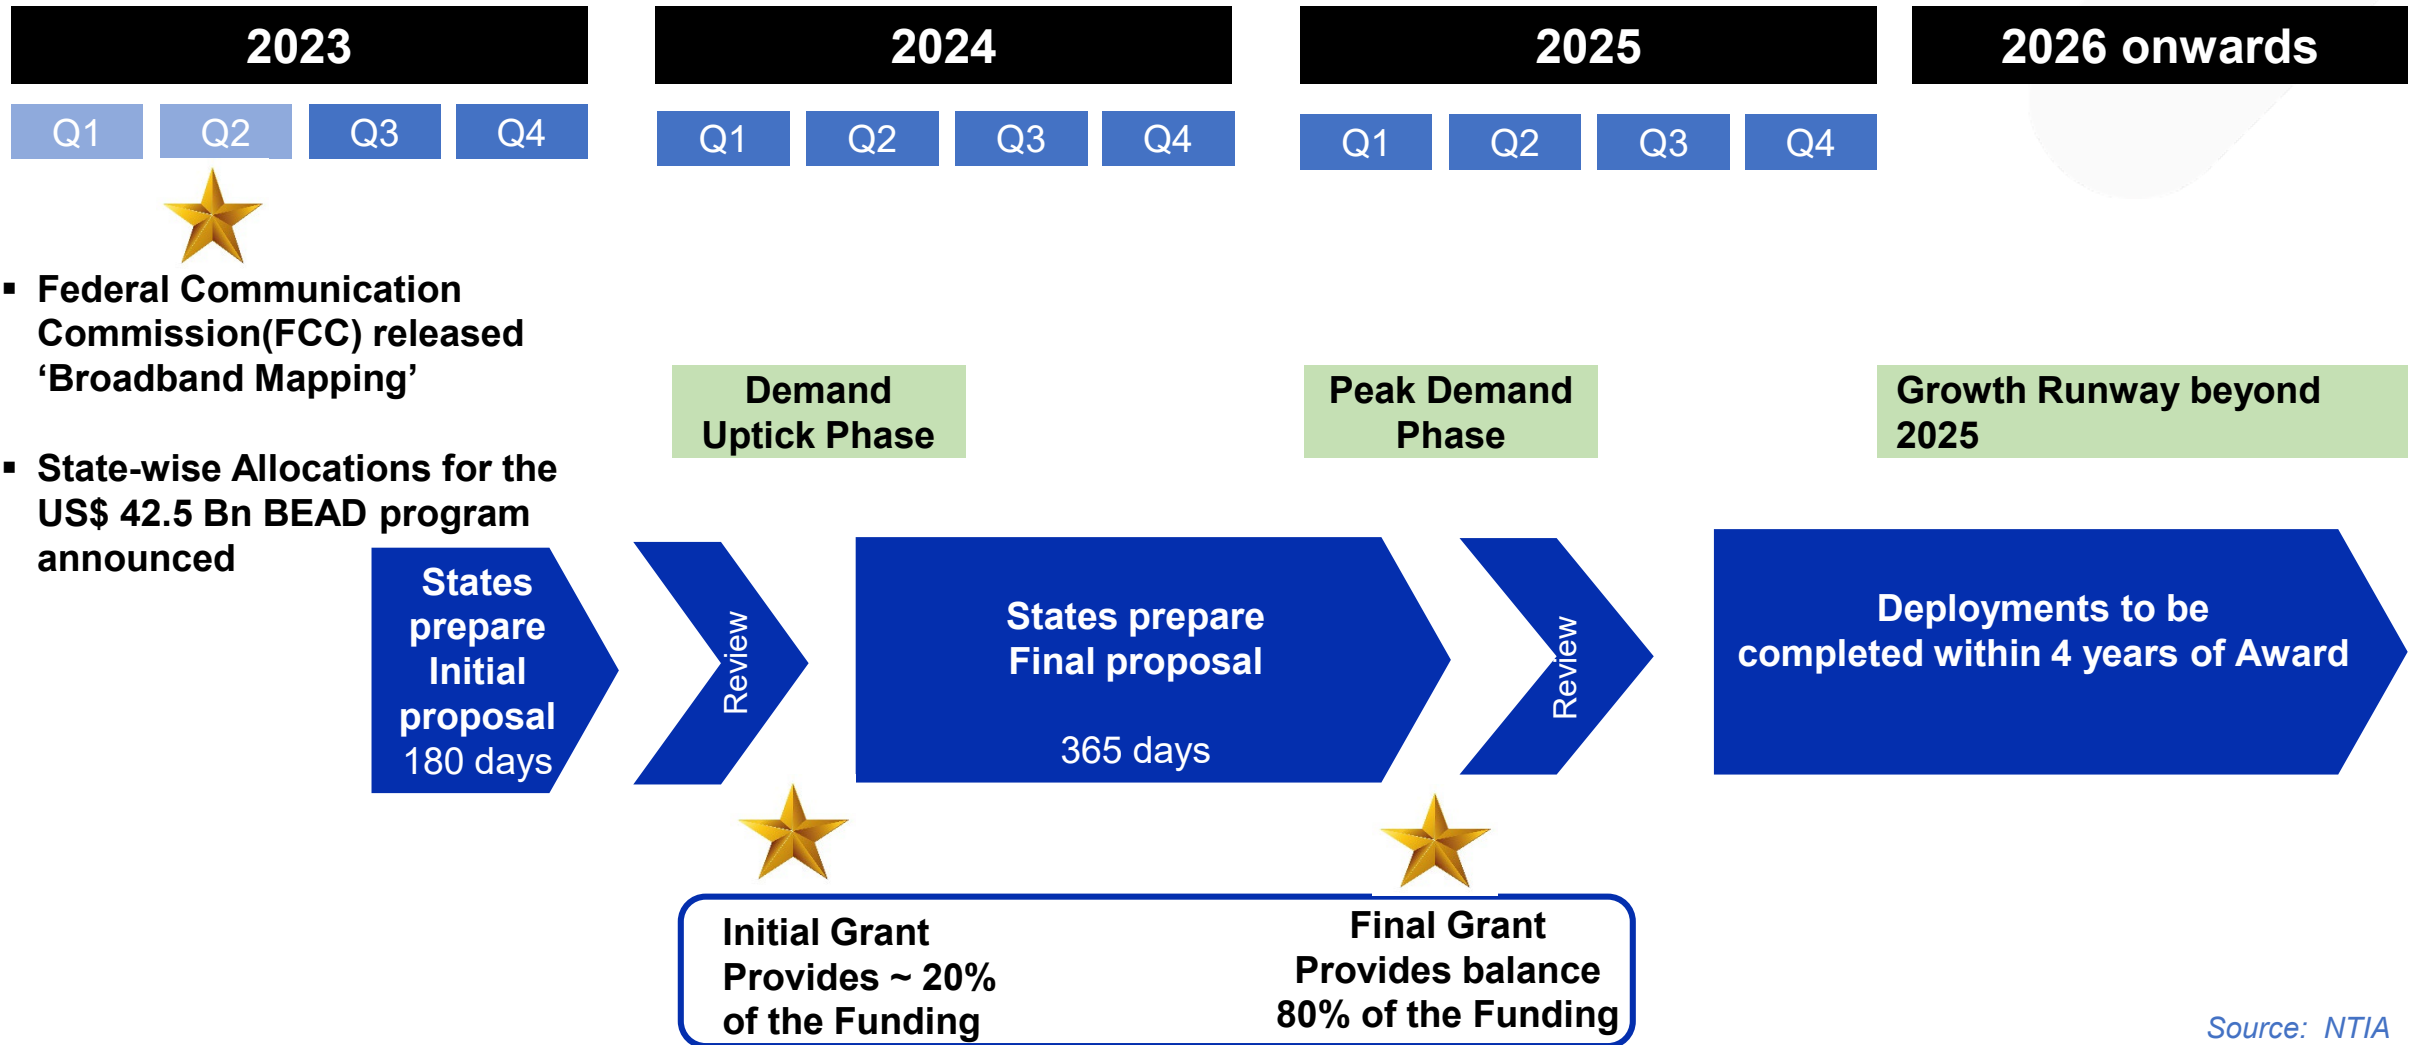 2023
2024
2025
2026 onwards
Q1 Q2 Q3 Q4
Q1 Q2 Q3 Q4
Q1 Q2 Q3 Q4
▪ Federal Communication
Commission(FCC) released
‘Broadband Mapping’
▪ State-wise Allocations for the
US$ 42.5 Bn BEAD program
announced
Demand
Uptick Phase
Peak Demand
Phase
Growth Runway beyond
2025
States
prepare
Initial
proposal
180 days
Review
States prepare
Final proposal
365 days
Review
Deployments to be
completed within 4 years of Award
Initial Grant
Provides ~ 20%
of the Funding
Final Grant
Provides balance
80% of the Funding
Source: NTIA